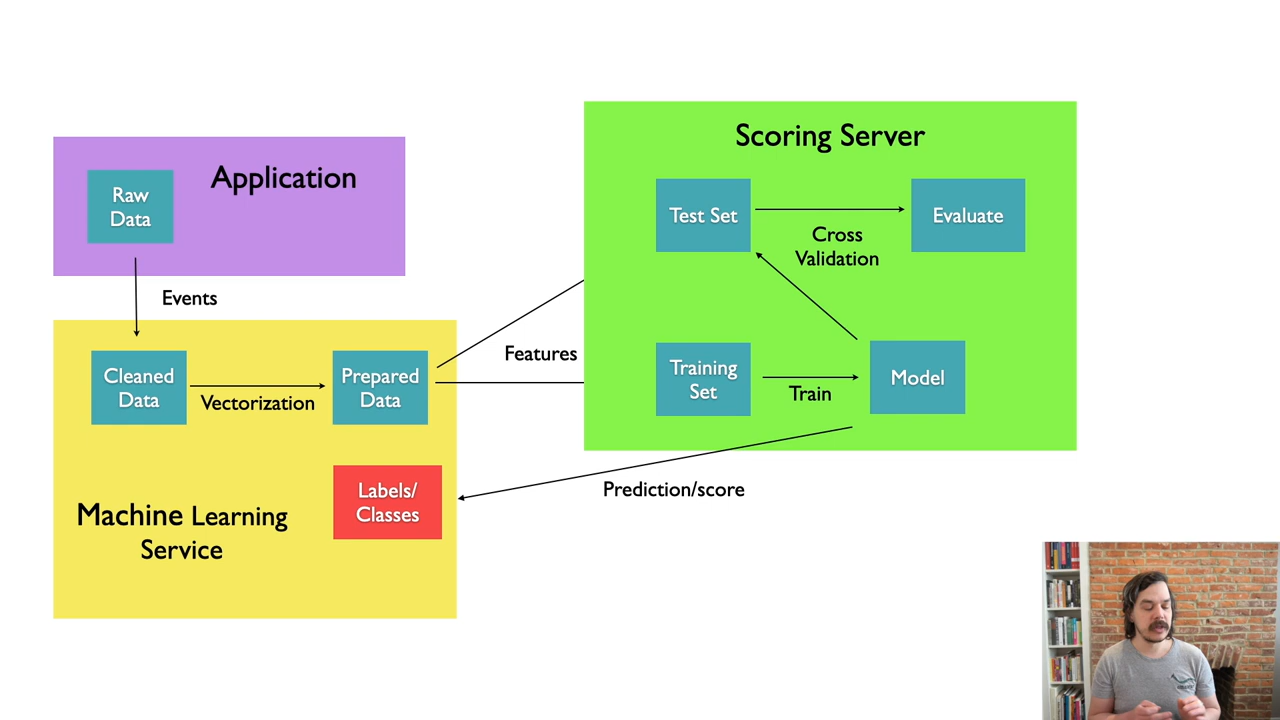 Application
Raw
Data
Events
Cleaned
Data
Vectorization
Prepared
Data
Machine Learning
Service
Labels/
Classes
Features
Scoring Server
Test Set
Cross
Validation
Evaluate
Training
Set
Train
Model
Prediction/score